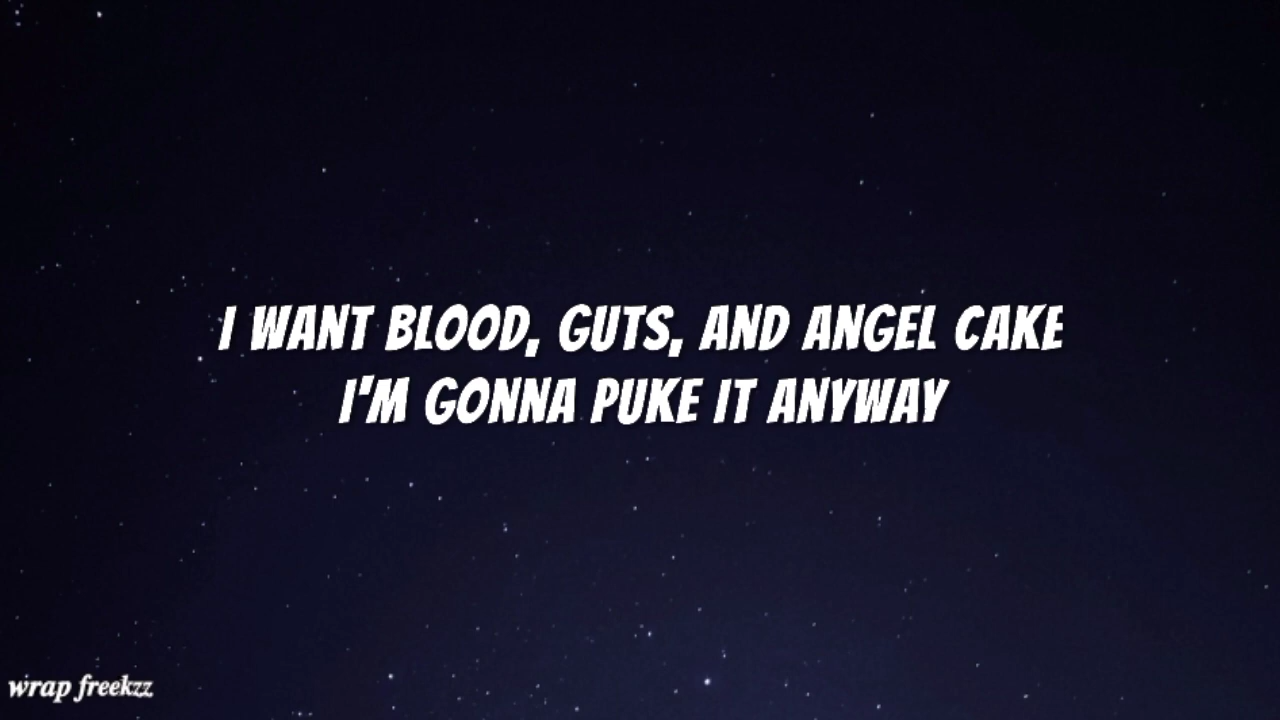 I WANT BLOOD, GUTS, AND ANGEL CAKE
I'M GONNA PUKE IT ANYWAY
wrap freekzz